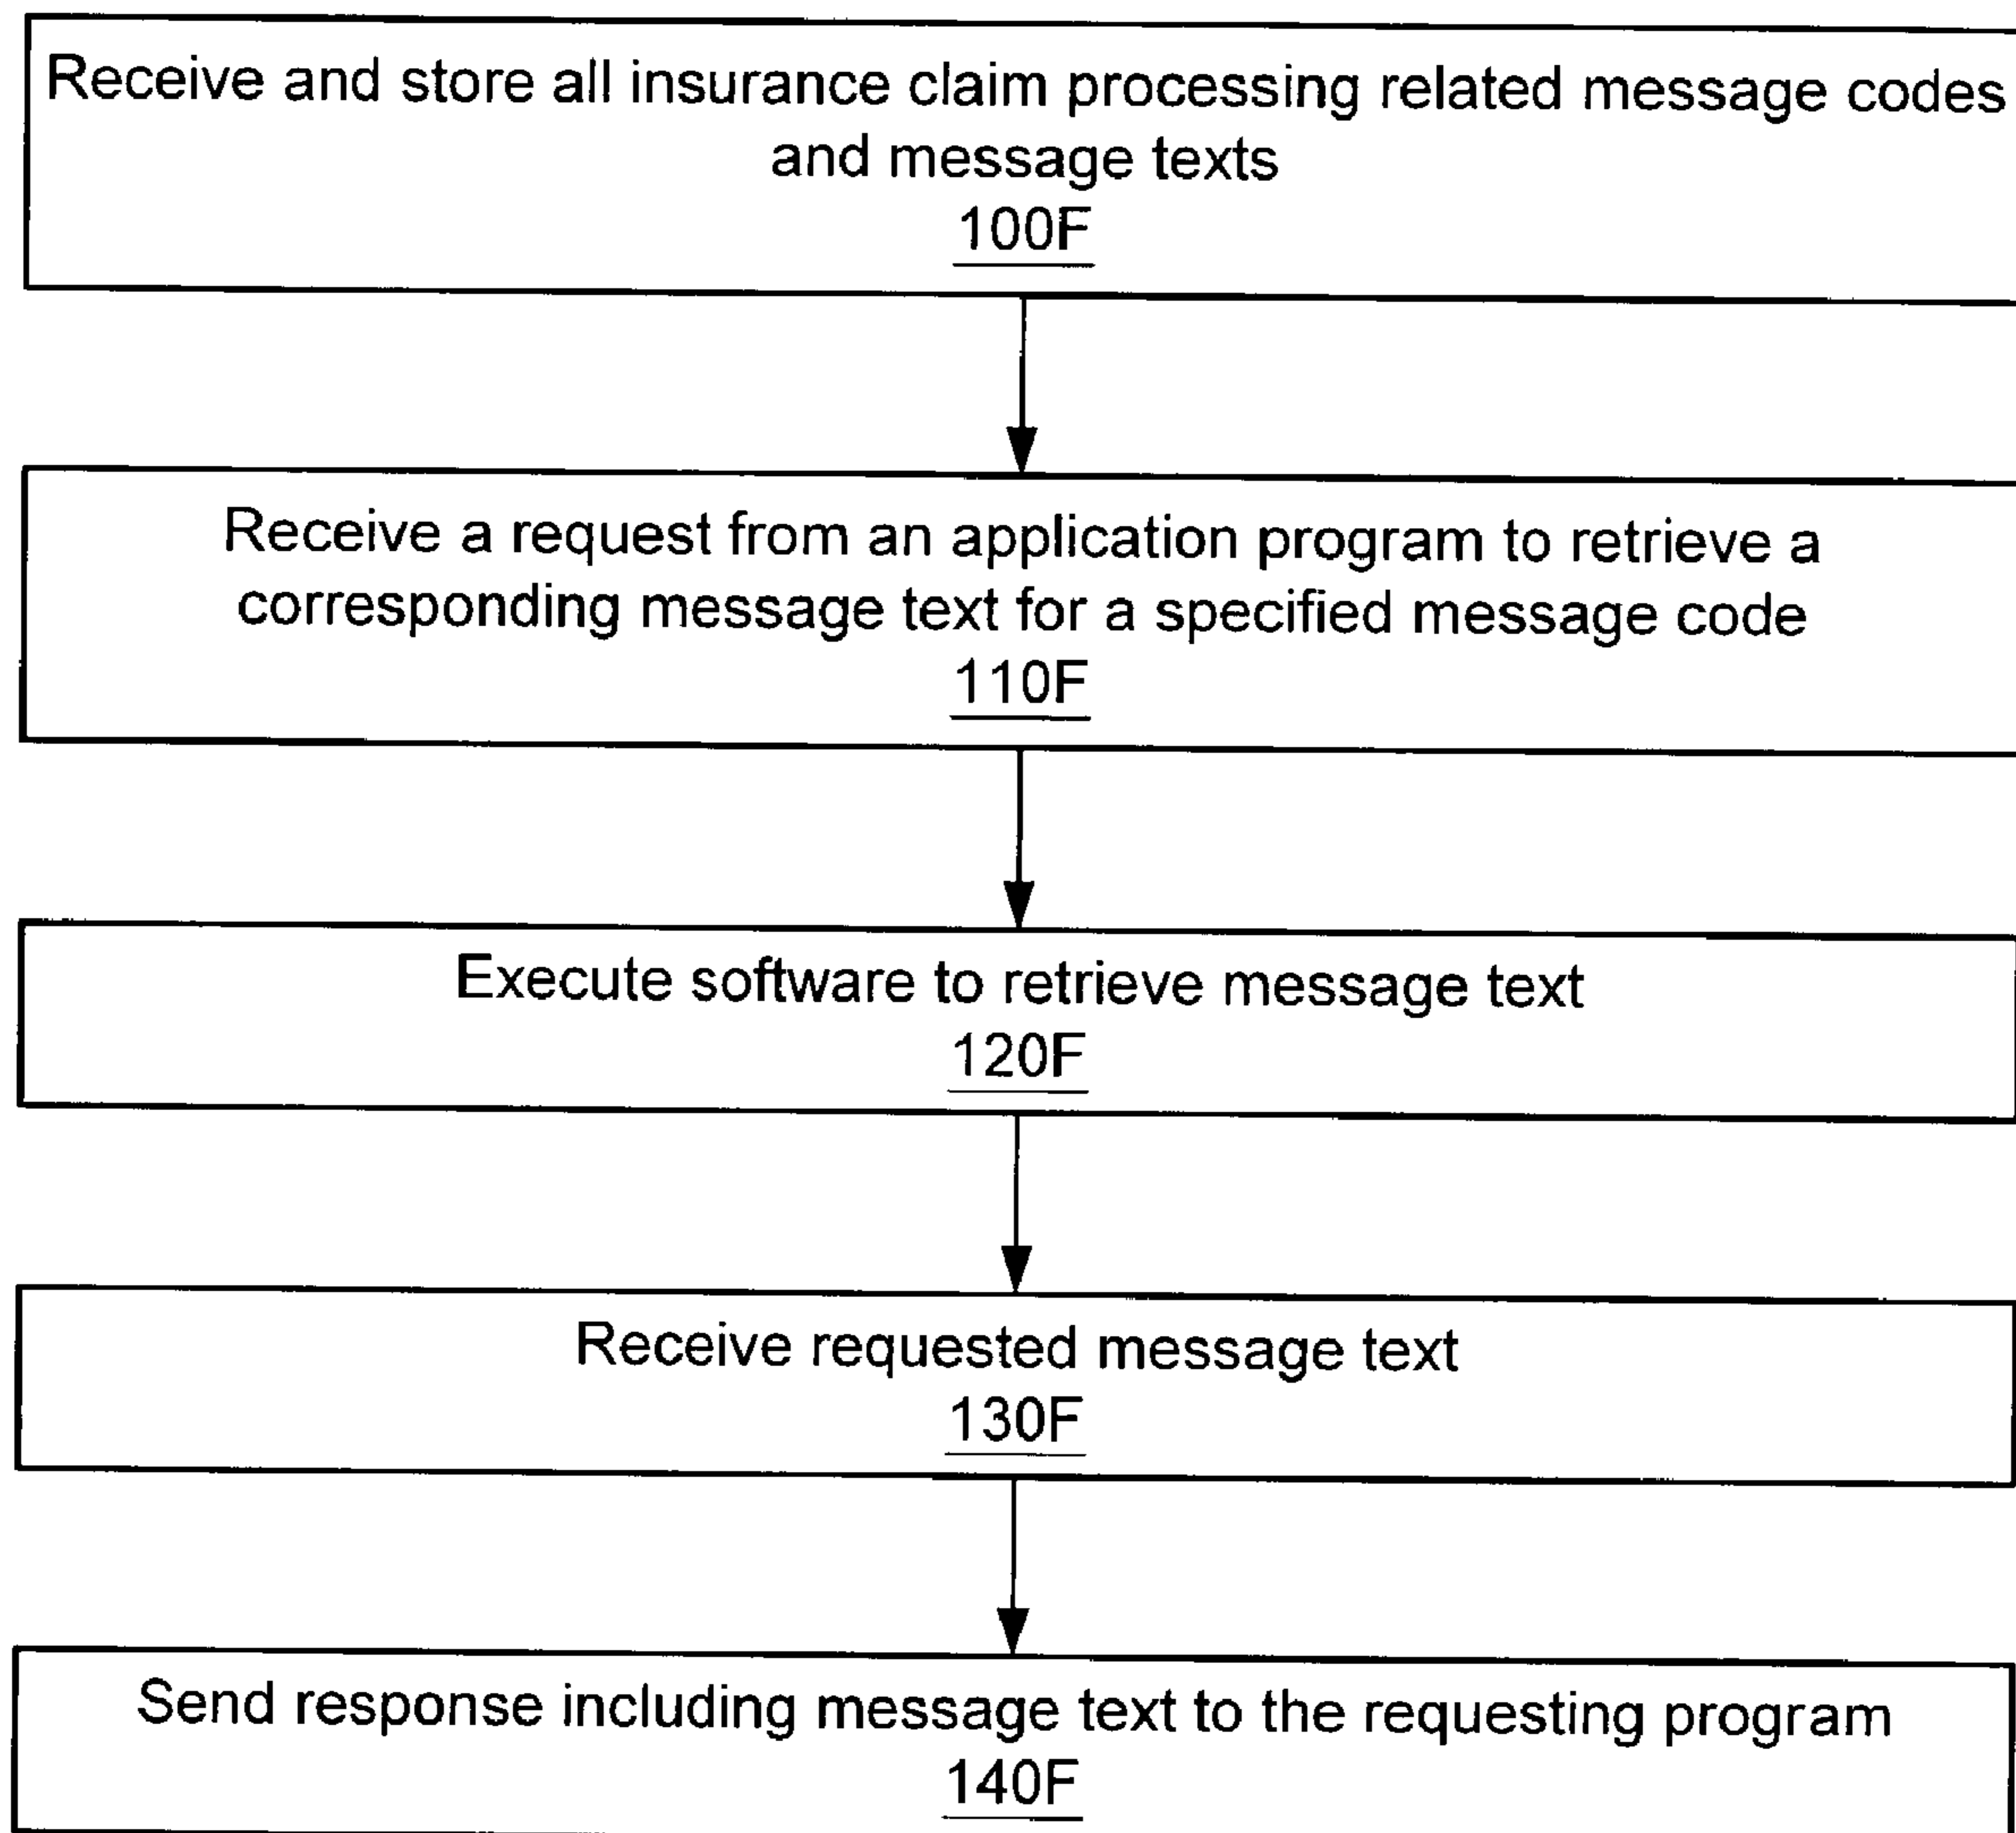 Receive and store all insurance claim processing related message codes
and message texts
100F
Receive a request from an application program to retrieve a
corresponding message text for a specified message code
110F
Execute software to retrieve message text
120F
Receive requested message text
130F
Send response including message text to the requesting program
140F